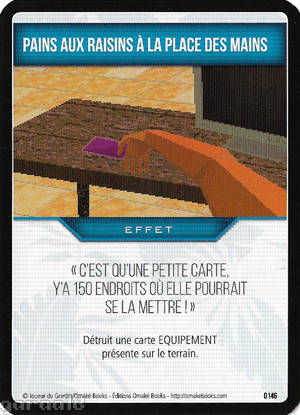 PAINS AUX RAISINS À LA PLACE DES MAINS
EFFET
« C'EST QU'UNE PETITE CARTE,
Y'A 150 ENDROITS OÙ ELLE POURRAIT
SE LA METTRE ! »
Détruit une carte EQUIPEMENT
présente sur le terrain.
© Joueur du Grenier/Omaké Books - Éditions Omaké Books - http://omakebooks.com
0146